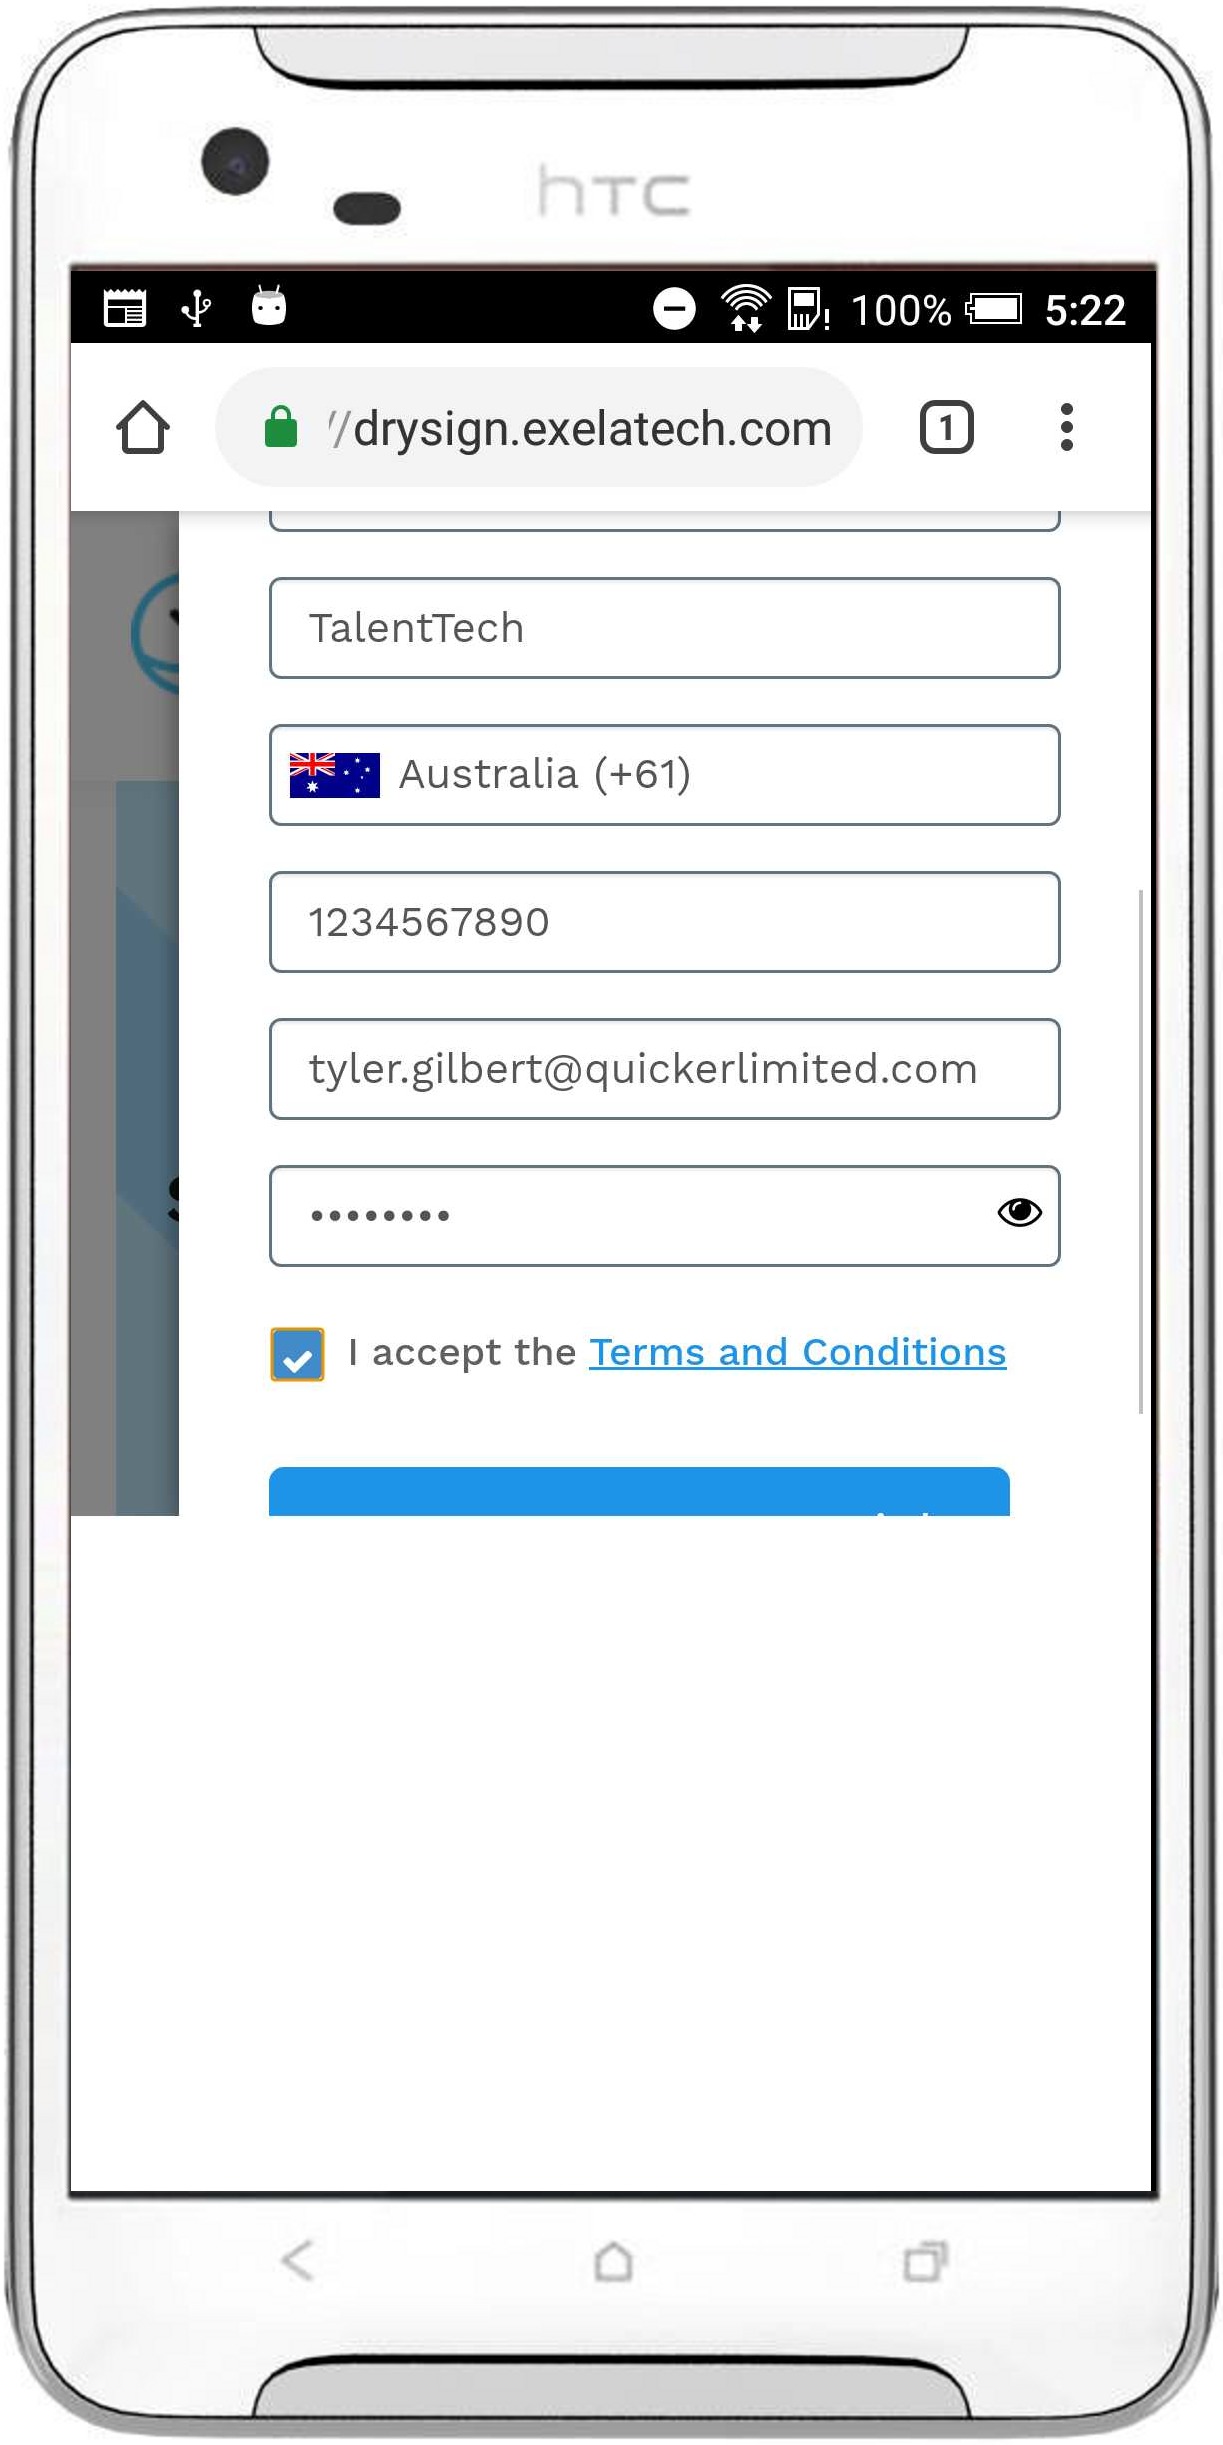 hTC
100% 5:22
//drysign.exelatech.com
1
TalentTech
Australia (+61)
1234567890
tyler.gilbert@quickerlimited.com
••••••••
I accept the Terms and Conditions